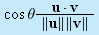 cos θ = u · v / ‖u‖‖v‖